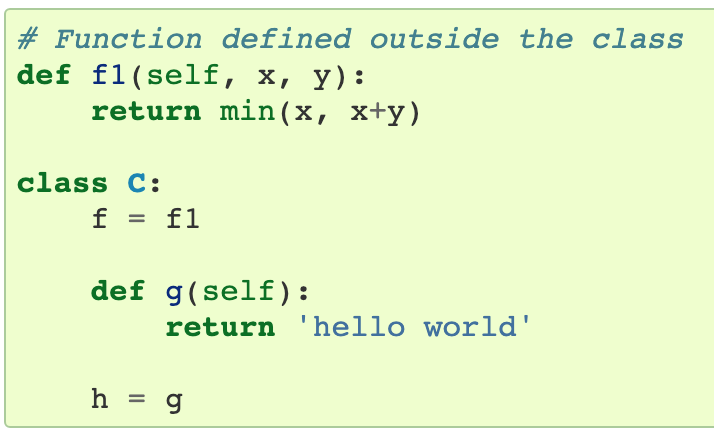 # Function defined outside the class
def f1(self, x, y):
    return min(x, x+y)

class C:
    f = f1

    def g(self):
        return 'hello world'

    h = g